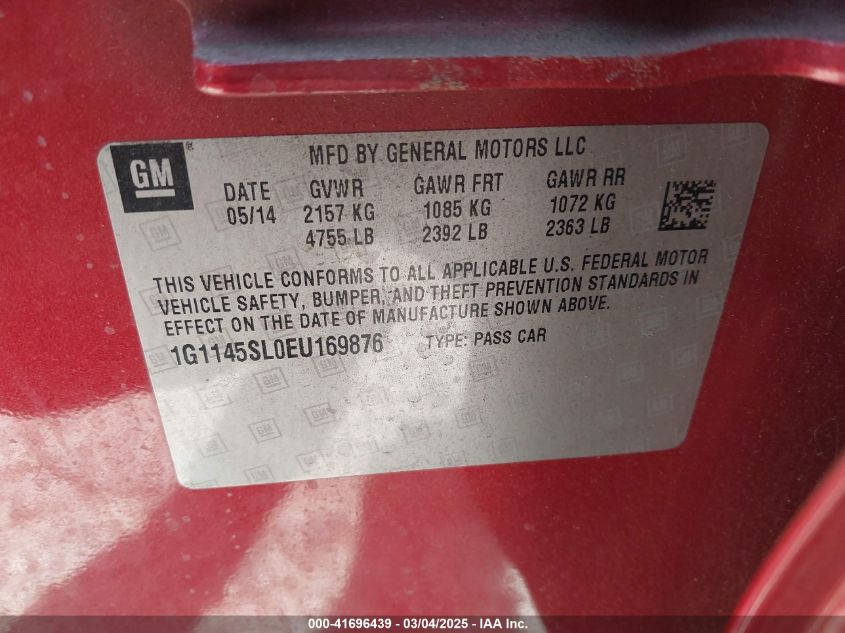 GM
MFD BY GENERAL MOTORS LLC
DATE GVWR GAWR FRT GAWR RR
05/14 2157 KG 1085 KG 1072 KG
4755 LB 2392 LB 2363 LB
THIS VEHICLE CONFORMS TO ALL APPLICABLE U.S. FEDERAL MOTOR
VEHICLE SAFETY, BUMPER, AND THEFT PREVENTION STANDARDS IN
EFFECT ON THE DATE OF MANUFACTURE SHOWN ABOVE.
1G1145SL0EU169876 TYPE: PASS CAR
000-41696439 - 03/04/2025 - IAA Inc.